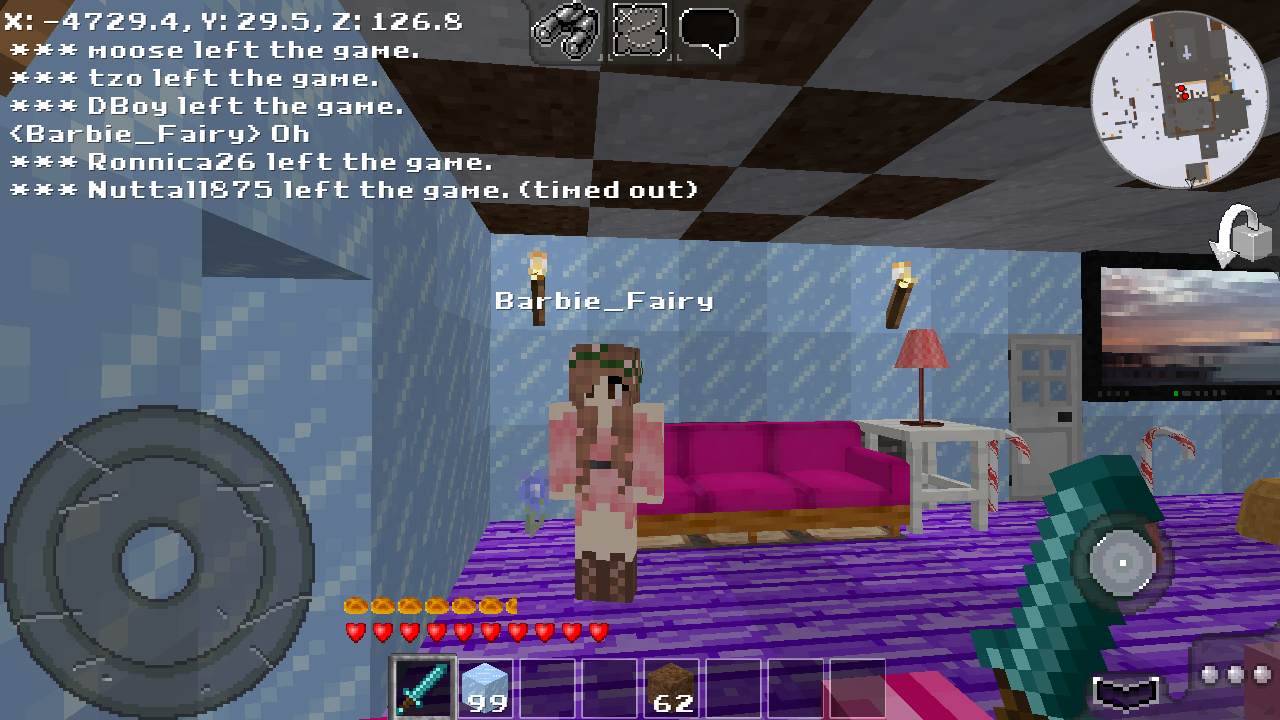 X: -4729.4, Y: 29.5, Z: 126.8
*** moose left the game.
*** tzo left the game.
*** DBoy left the game.
<Barbie_Fairy> Oh
*** Ronnica26 left the game.
*** Nuttall875 left the game. (timed out)
Barbie_Fairy
99
62